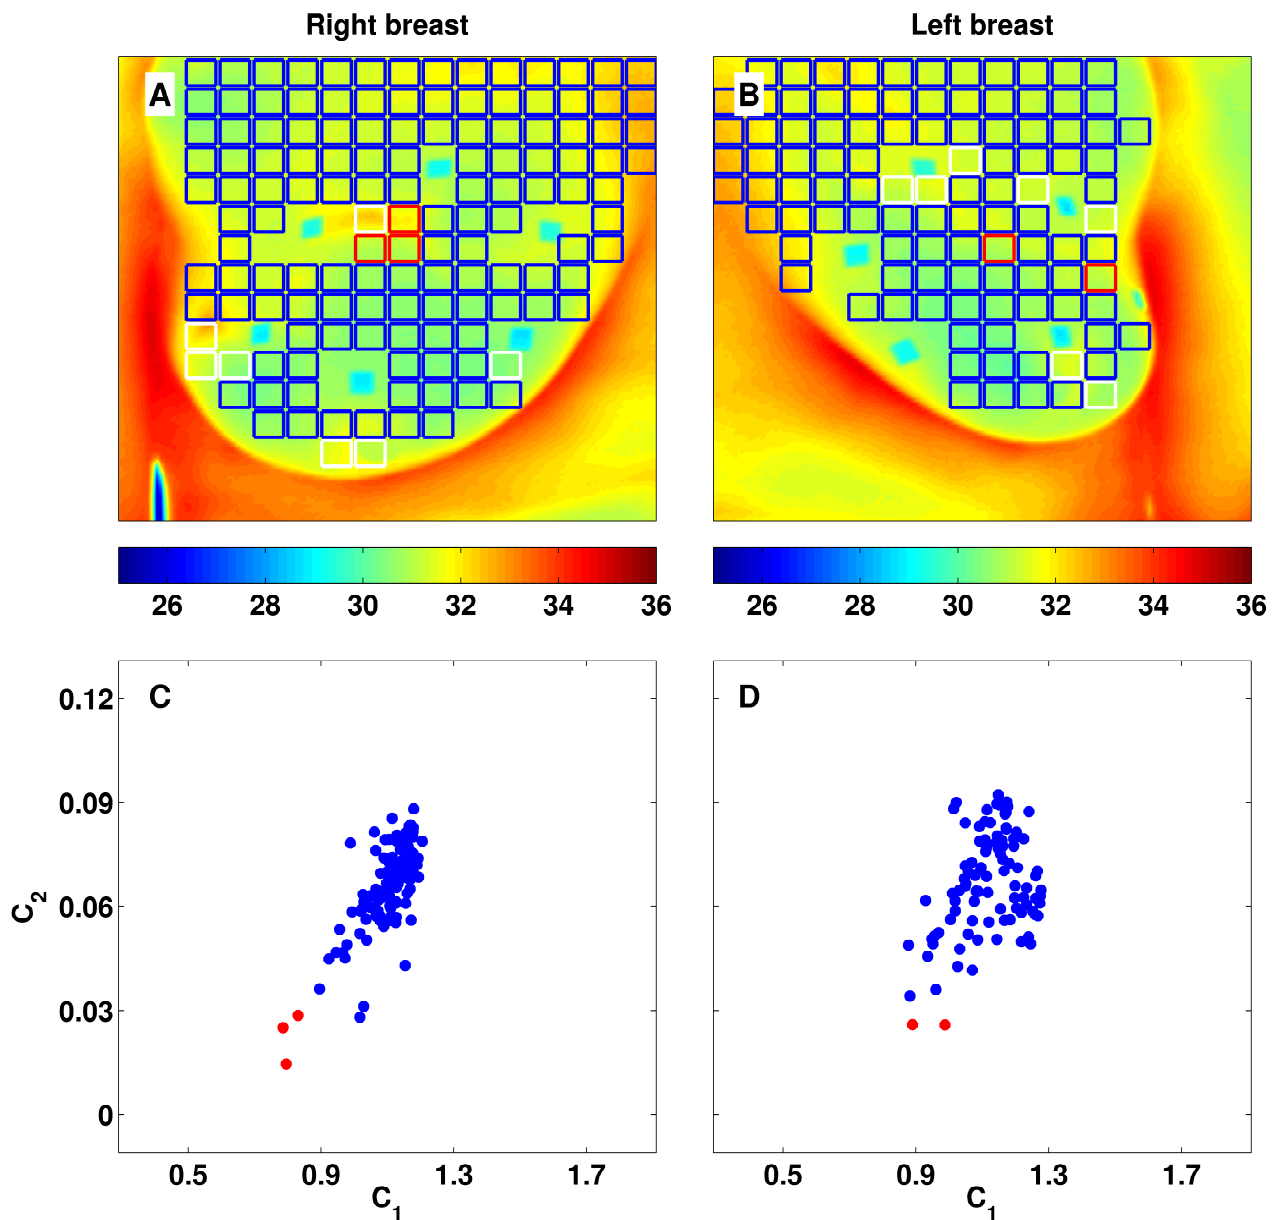 Right breast Left breast
A B
26 28 30 32 34 36 26 28 30 32 34 36
C D
0.12
0.09
0.06
0.03
0
C2
0.5 0.9 1.3 1.7 0.5 0.9 1.3 1.7
C1 C1